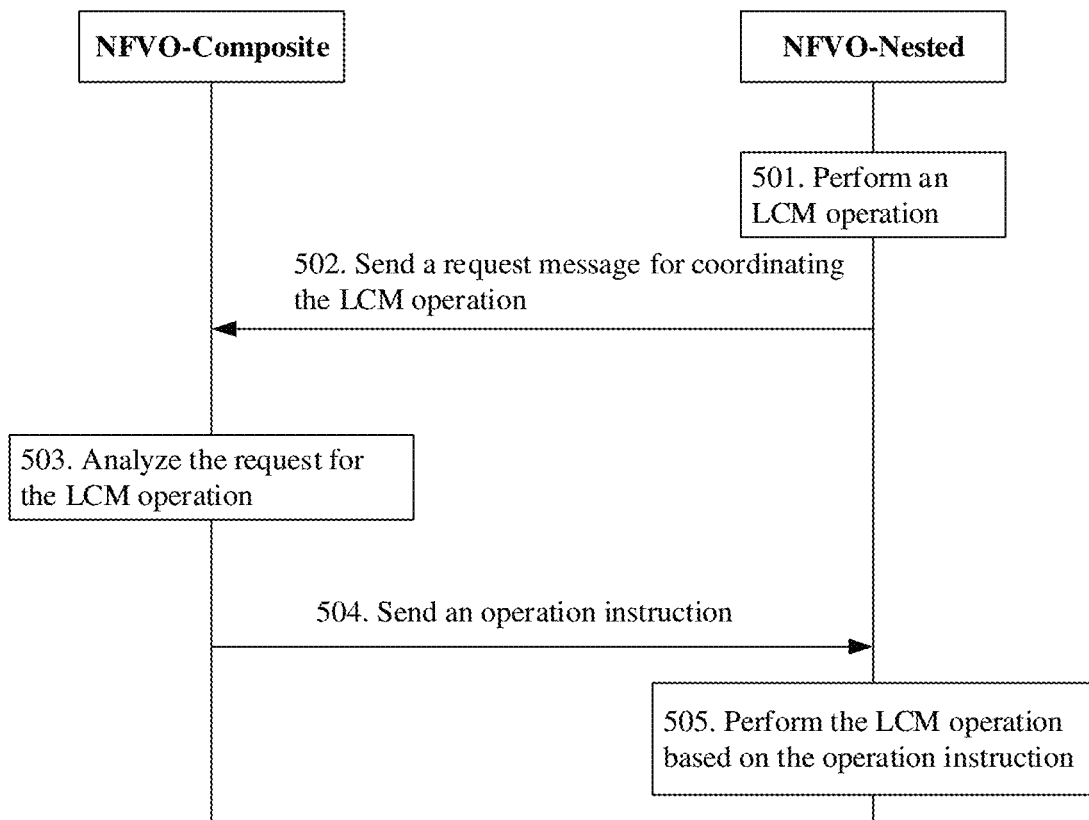 NFVO-Composite
NFVO-Nested
501. Perform an
LCM operation
502. Send a request message for coordinating
the LCM operation
503. Analyze the request for
the LCM operation
504. Send an operation instruction
505. Perform the LCM operation
based on the operation instruction